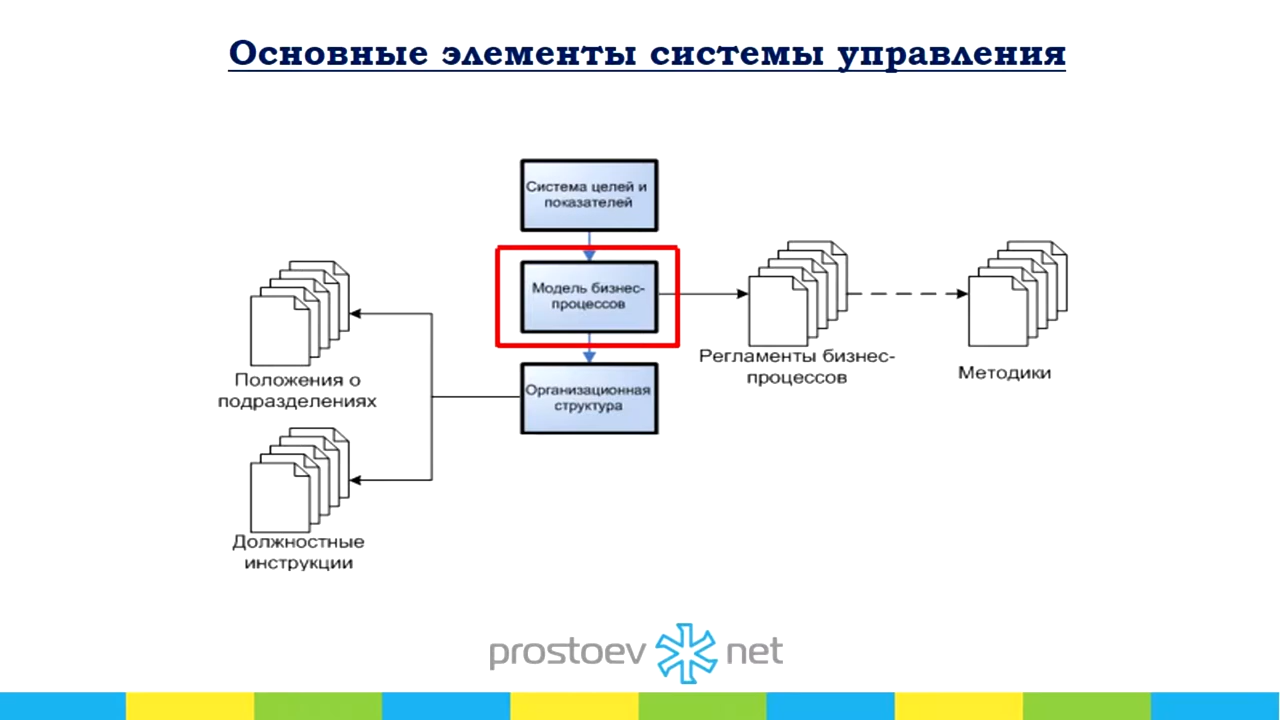 Основные элементы системы управления
Система целей и
показателей
Модель бизнес-
процессов
Организационная
структура
Регламенты бизнес-
процессов
Методики
Положения о
подразделениях
Должностные
инструкции
prostoev net